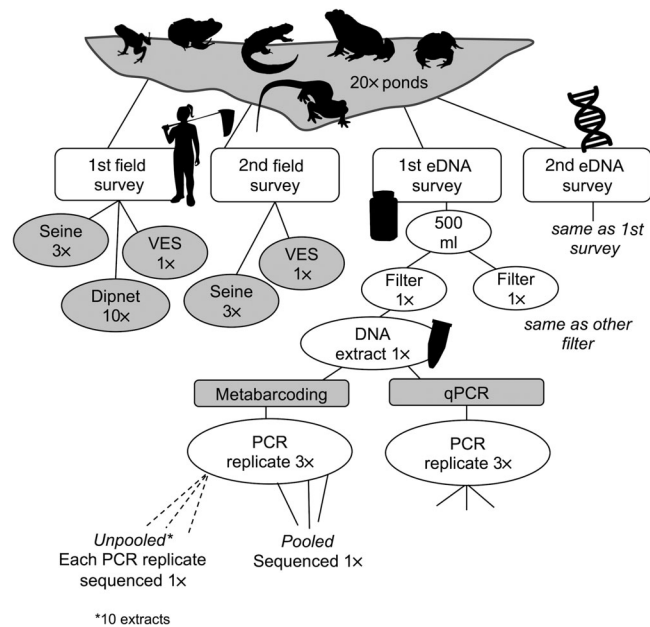 20× ponds
1st field
survey
2nd field
survey
1st eDNA
survey
2nd eDNA
survey
Seine
3×
VES
1×
Dipnet
10×
Seine
3×
VES
1×
500
ml
same as 1st
survey
Filter
1×
Filter
1×
same as other
filter
DNA
extract 1×
Metabarcoding
qPCR
PCR
replicate 3×
PCR
replicate 3×
Unpooled*
Each PCR replicate
sequenced 1×
Pooled
Sequenced 1×
*10 extracts